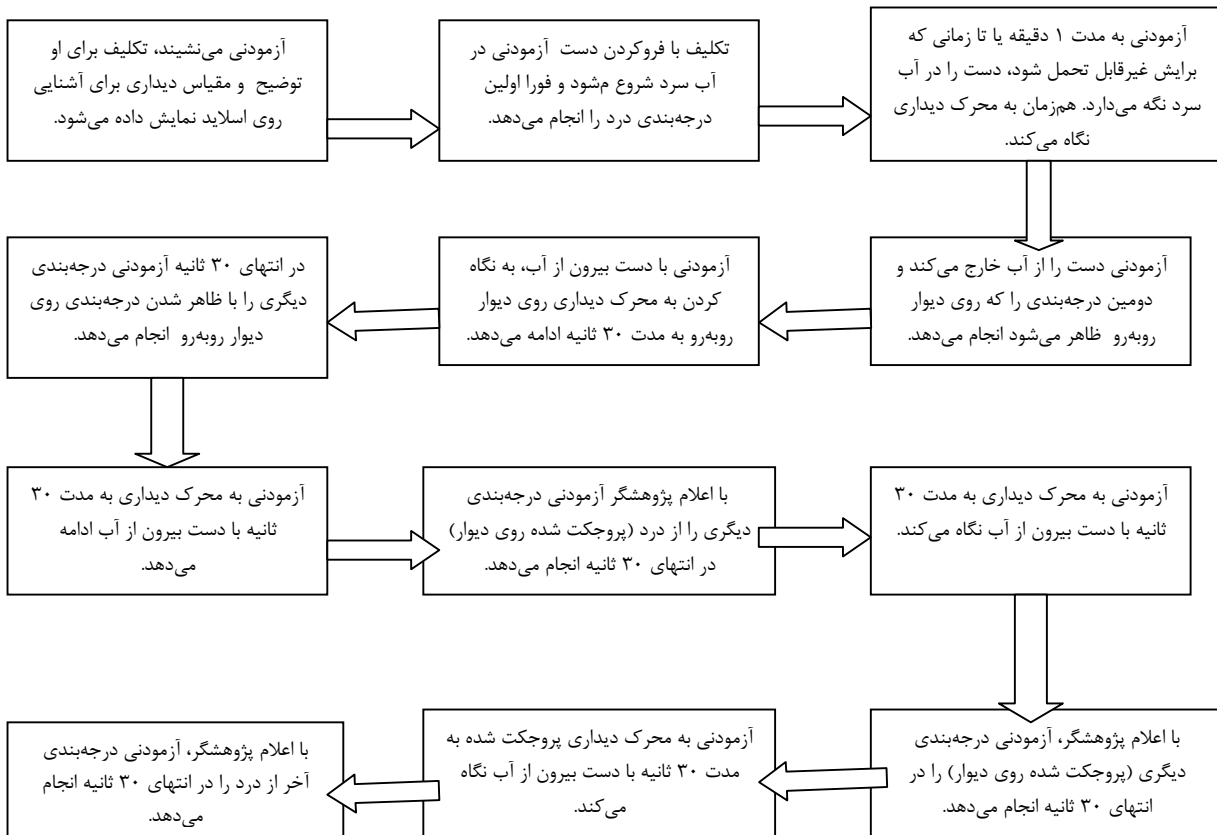 آزمودنی می‌نشیند، تکلیف برای او
توضیح و مقیاس دیداری برای آشنایی
روی اسلاید نمایش داده می‌شود.
تکلیف با فروکردن دست آزمودنی در
آب سرد شروع مشود و فورا اولین
درجه‌بندی درد را انجام می‌دهد.
آزمودنی به مدت ۱ دقیقه یا تا زمانی که
برایش غیرقابل تحمل شود، دست را در آب
سرد نگه می‌دارد. هم‌زمان به محرک دیداری
نگاه می‌کند.
آزمودنی دست را از آب خارج می‌کند و
دومین درجه‌بندی را که روی دیوار
روبه‌رو ظاهر می‌شود انجام می‌دهد.
آزمودنی با دست بیرون از آب، به نگاه
کردن به محرک دیداری روی دیوار
روبه‌رو به مدت ۳۰ ثانیه ادامه می‌دهد.
در انتهای ۳۰ ثانیه آزمودنی درجه‌بندی
دیگری را با ظاهر شدن درجه‌بندی روی
دیوار روبه‌رو انجام می‌دهد.
آزمودنی به محرک دیداری به مدت ۳۰
ثانیه با دست بیرون از آب ادامه
می‌دهد.
با اعلام پژوهشگر آزمودنی درجه‌بندی
دیگری را از درد (پروجکت شده روی دیوار)
در انتهای ۳۰ ثانیه انجام می‌دهد.
آزمودنی به محرک دیداری به مدت ۳۰
ثانیه با دست بیرون از آب نگاه می‌کند.
با اعلام پژوهشگر، آزمودنی درجه‌بندی
دیگری (پروجکت شده روی دیوار) را در
انتهای ۳۰ ثانیه انجام می‌دهد.
آزمودنی به محرک دیداری پروجکت شده به
مدت ۳۰ ثانیه با دست بیرون از آب نگاه
می‌کند.
با اعلام پژوهشگر، آزمودنی درجه‌بندی
آخر از درد را در انتهای ۳۰ ثانیه انجام
می‌دهد.